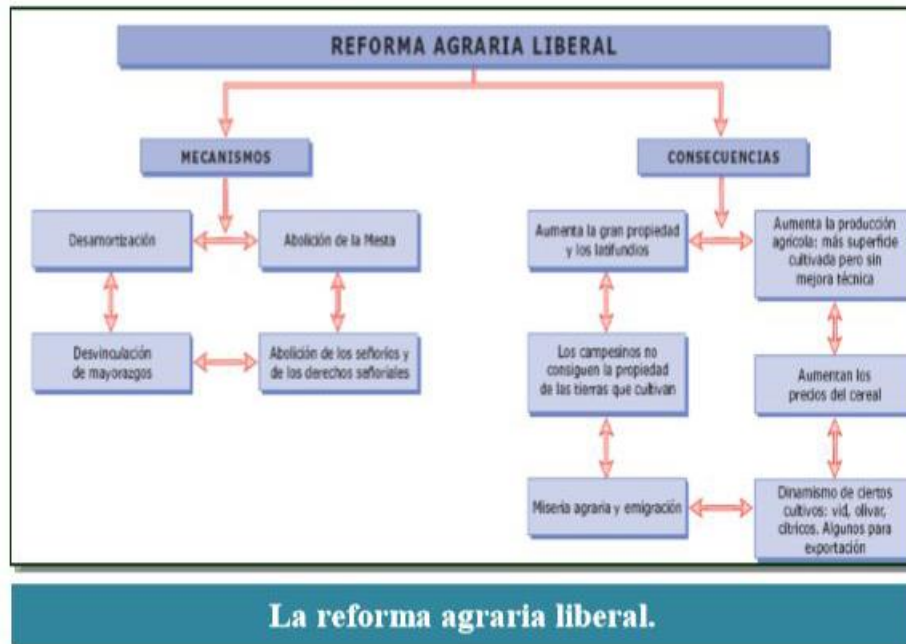 REFORMA AGRARIA LIBERAL
MECANISMOS
Desamortización
Abolición de la Mesta
Desvinculación
de mayorazgos
Abolición de los señoríos y
de los derechos señoriales
CONSECUENCIAS
Aumenta la gran propiedad
y los latifundios
Aumenta la producción
agrícola: más superficie
cultivada pero sin
mejora técnica
Los campesinos no
consiguen la propiedad
de las tierras que cultivan
Aumentan los
precios del cereal
Miseria agraria y emigración
Dinamismo de ciertos
cultivos: vid, olivar,
cítricos. Algunos para
exportación
La reforma agraria liberal.